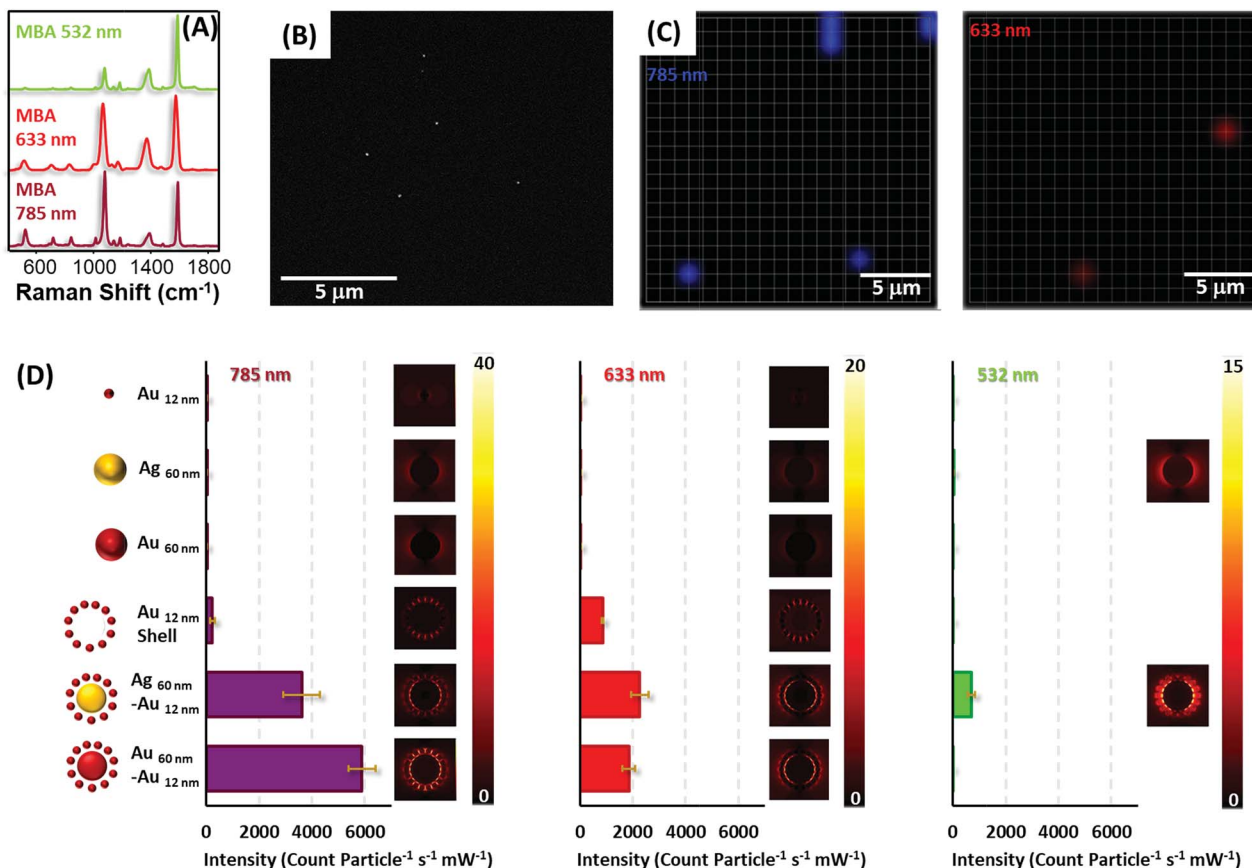 (A)
MBA 532 nm
MBA
633 nm
MBA
785 nm
600 1000 1400 1800
Raman Shift (cm⁻¹)
(B)
5 μm
(C)
785 nm
5 μm
633 nm
5 μm
(D)
Au 12 nm
Ag 60 nm
Au 60 nm
Au 12 nm
Shell
Ag 60 nm
-Au 12 nm
Au 60 nm
-Au 12 nm
785 nm
40
0
0 2000 4000 6000
Intensity (Count Particle⁻¹ s⁻¹ mW⁻¹)
633 nm
20
0
0 2000 4000 6000
Intensity (Count Particle⁻¹ s⁻¹ mW⁻¹)
532 nm
15
0
0 2000 4000 6000
Intensity (Count Particle⁻¹ s⁻¹ mW⁻¹)